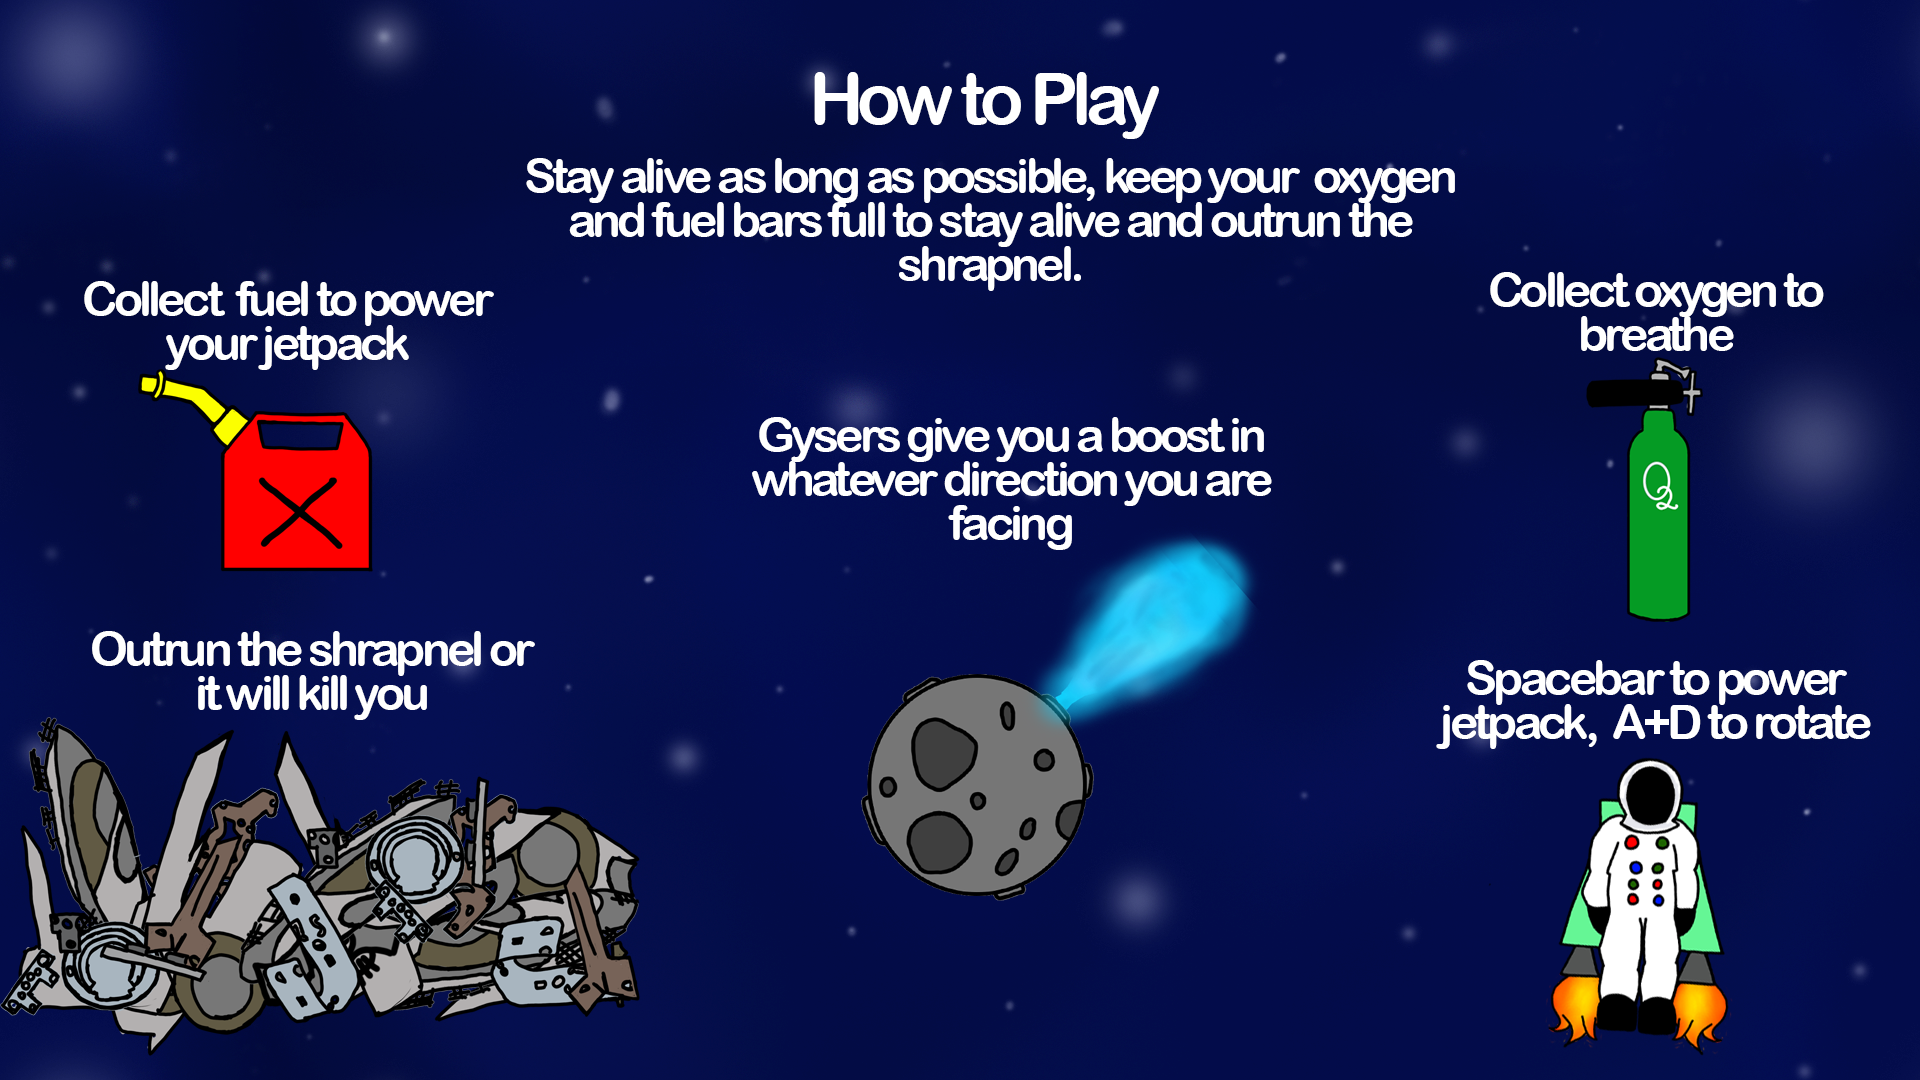 How to Play
Stay alive as long as possible, keep your oxygen
and fuel bars full to stay alive and outrun the
shrapnel.
Collect fuel to power
your jetpack
Collect oxygen to
breathe
Gysers give you a boost in
whatever direction you are
facing
O2
Outrun the shrapnel or
it will kill you
Spacebar to power
jetpack, A+D to rotate